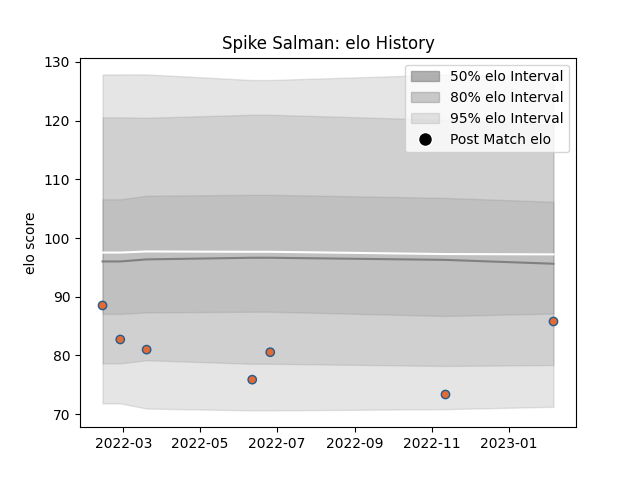 Spike Salman: elo History
50% elo Interval
80% elo Interval
95% elo Interval
Post Match elo
elo score
130
120
110
100
90
80
70
2022-03 2022-05 2022-07 2022-09 2022-11 2023-01